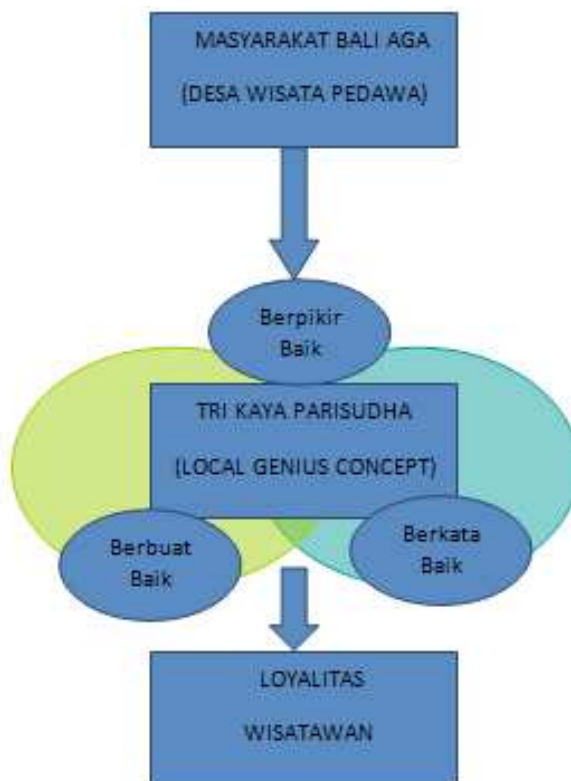 MASYARAKAT BALI AGA
(DESA WISATA PEDAWA)
Berpikir
Baik
TRI KAYA PARISUDHA
(LOCAL GENIUS CONCEPT)
Berbuat
Baik
Berkata
Baik
LOYALITAS
WISATAWAN